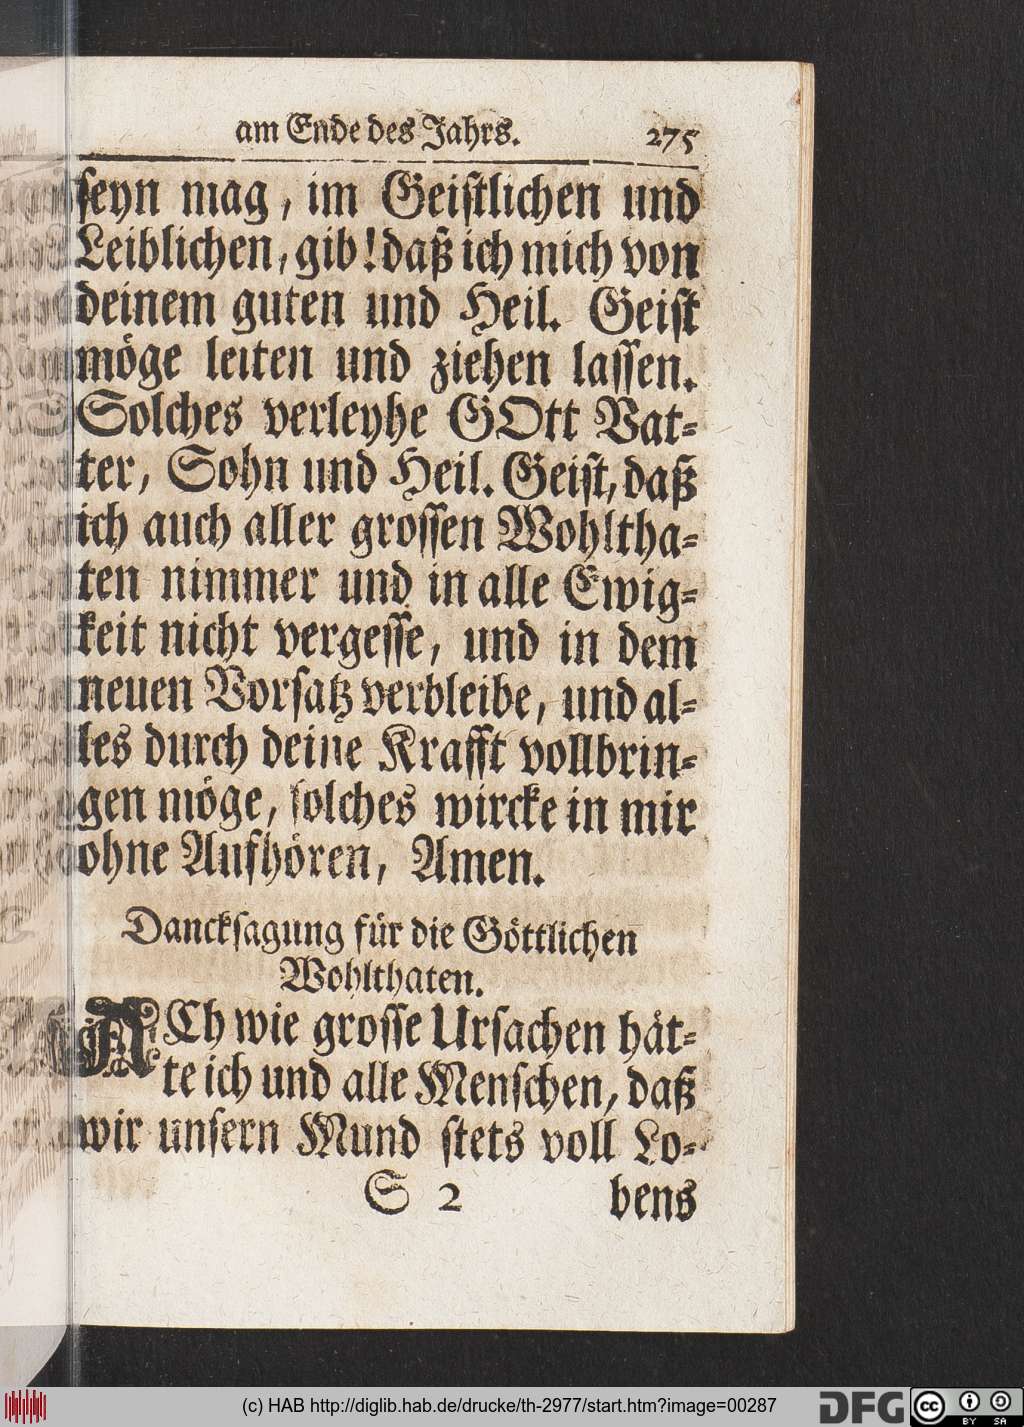 am Ende des Jahrs. 275
seyn mag, im Geistlichen und
Leiblichen, gib! daß ich mich von
deinem guten und Heil. Geist
möge leiten und ziehen lassen.
Solches verleyhe GOtt Vat-
ter, Sohn und Heil. Geist, daß
ich auch aller grossen Wohltha-
ten nimmer und in alle Ewig-
keit nicht vergesse, und in dem
neuen Vorsatz verbleibe, und al-
les durch deine Krafft vollbrin-
gen möge, solches wircke in mir
ohne Aufhören, Amen.
Dancksagung für die Göttlichen
Wohlthaten.
ACh wie grosse Ursachen hät-
te ich und alle Menschen, daß
wir unsern Mund stets voll Lo-
S 2 bens
(c) HAB http://diglib.hab.de/drucke/th-2977/start.htm?image=00287
DFG cc BY SA